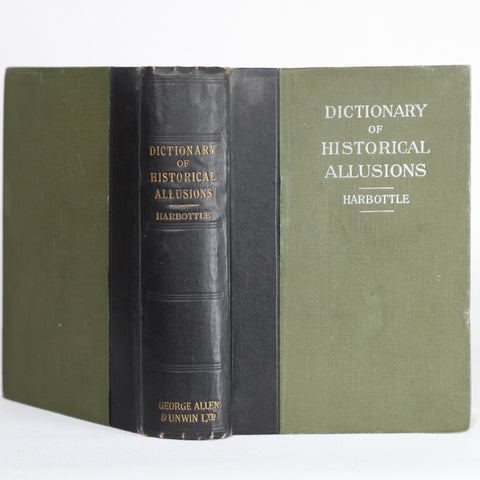 DICTIONARY
OF
HISTORICAL
ALLUSIONS
HARBOTTLE
GEORGE ALLEN
& UNWIN LTD
DICTIONARY
OF
HISTORICAL
ALLUSIONS
HARBOTTLE